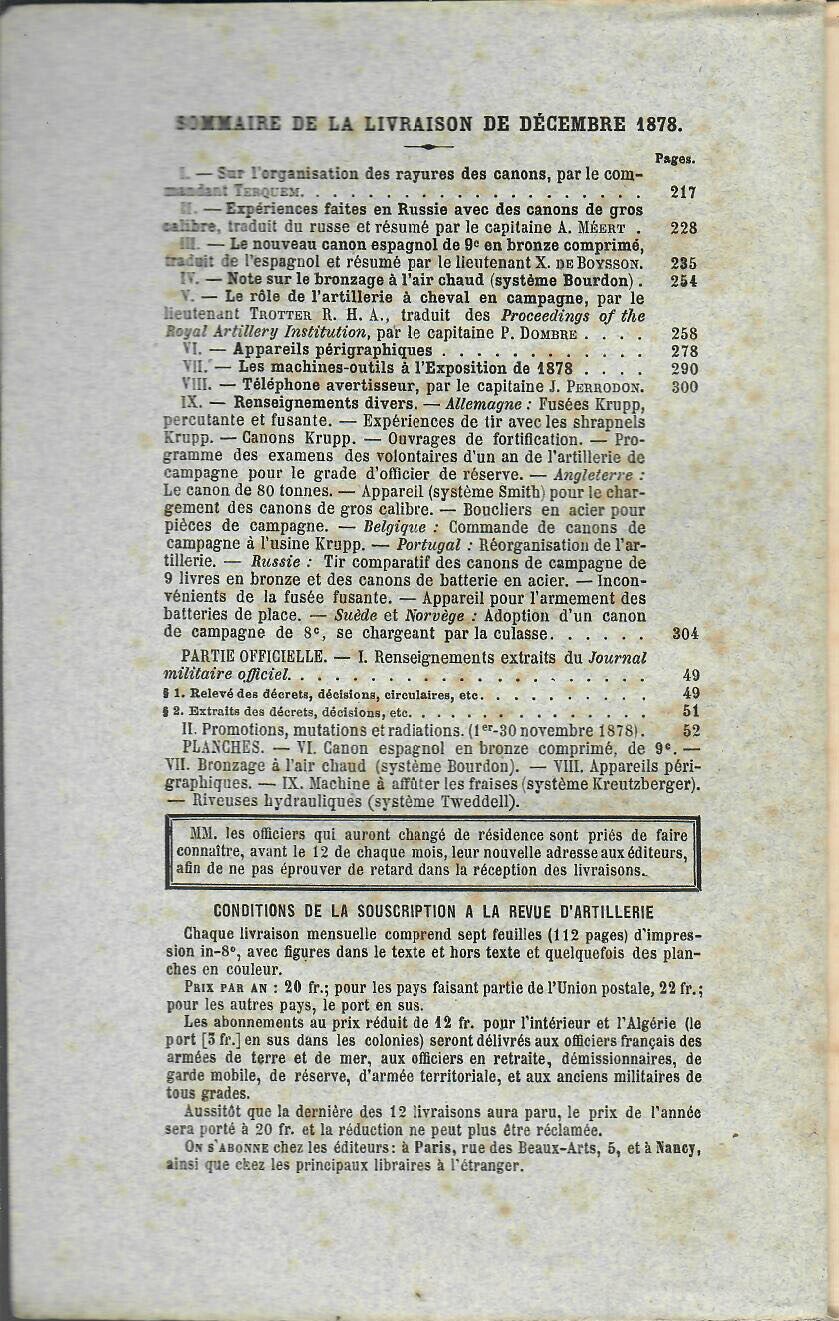 SOMMAIRE DE LA LIVRAISON DE DÉCEMBRE 1878.
Pages.
I. — Sur l'organisation des rayures des canons, par le com-
mandant TERQUEM. . . . . . . . . . . . . . . . . . . . 217
II. — Expériences faites en Russie avec des canons de gros
calibre, traduit du russe et résumé par le capitaine A. MÉERT . 228
III. — Le nouveau canon espagnol de 9c en bronze comprimé,
traduit de l'espagnol et résumé par le lieutenant X. DE BOYSSON. 235
IV. — Note sur le bronzage à l'air chaud (système Bourdon) . 254
V. — Le rôle de l'artillerie à cheval en campagne, par le
lieutenant TROTTER R. H. A., traduit des Proceedings of the
Royal Artillery Institution, par le capitaine P. DOMBRE . . . . 258
VI. — Appareils périgraphiques . . . . . . . . . . . . 278
VII. — Les machines-outils à l'Exposition de 1878 . . . . 290
VIII. — Téléphone avertisseur, par le capitaine J. PERRODON. 300
IX. — Renseignements divers. — Allemagne : Fusées Krupp,
percutante et fusante. — Expériences de tir avec les shrapnels
Krupp. — Canons Krupp. — Ouvrages de fortification. — Pro-
gramme des examens des volontaires d'un an de l'artillerie de
campagne pour le grade d'officier de réserve. — Angleterre :
Le canon de 80 tonnes. — Appareil (système Smith) pour le char-
gement des canons de gros calibre. — Boucliers en acier pour
pièces de campagne. — Belgique : Commande de canons de
campagne à l'usine Krupp. — Portugal : Réorganisation de l'ar-
tillerie. — Russie : Tir comparatif des canons de campagne de
9 livres en bronze et des canons de batterie en acier. — Incon-
vénients de la fusée fusante. — Appareil pour l'armement des
batteries de place. — Suède et Norvège : Adoption d'un canon
de campagne de 8c, se chargeant par la culasse. . . . . . 304
PARTIE OFFICIELLE. — I. Renseignements extraits du Journal
militaire officiel. . . . . . . . . . . . . . . . . . . . 49
§ 1. Relevé des décrets, décisions, circulaires, etc. . . . . . . . . . 49
§ 2. Extraits des décrets, décisions, etc. . . . . . . . . . . . . . . 51
II. Promotions, mutations et radiations. (1er-30 novembre 1878) . 52
PLANCHES. — VI. Canon espagnol en bronze comprimé, de 9c. —
VII. Bronzage à l'air chaud (système Bourdon). — VIII. Appareils péri-
graphiques. — IX. Machine à affûter les fraises (système Kreutzberger).
— Riveuses hydrauliques (système Tweddell).
MM. les officiers qui auront changé de résidence sont priés de faire
connaître, avant le 12 de chaque mois, leur nouvelle adresse aux éditeurs,
afin de ne pas éprouver de retard dans la réception des livraisons.
CONDITIONS DE LA SOUSCRIPTION A LA REVUE D'ARTILLERIE
Chaque livraison mensuelle comprend sept feuilles (112 pages) d'impres-
sion in-8°, avec figures dans le texte et hors texte et quelquefois des plan-
ches en couleur.
PRIX PAR AN : 20 fr.; pour les pays faisant partie de l'Union postale, 22 fr.;
pour les autres pays, le port en sus.
Les abonnements au prix réduit de 12 fr. pour l'intérieur et l'Algérie (le
port [3 fr.] en sus dans les colonies) seront délivrés aux officiers français des
armées de terre et de mer, aux officiers en retraite, démissionnaires, de
garde mobile, de réserve, d'armée territoriale, et aux anciens militaires de
tous grades.
Aussitôt que la dernière des 12 livraisons aura paru, le prix de l'année
sera porté à 20 fr. et la réduction ne peut plus être réclamée.
ON S'ABONNE chez les éditeurs : à Paris, rue des Beaux-Arts, 5, et à Nancy,
ainsi que chez les principaux libraires à l'étranger.